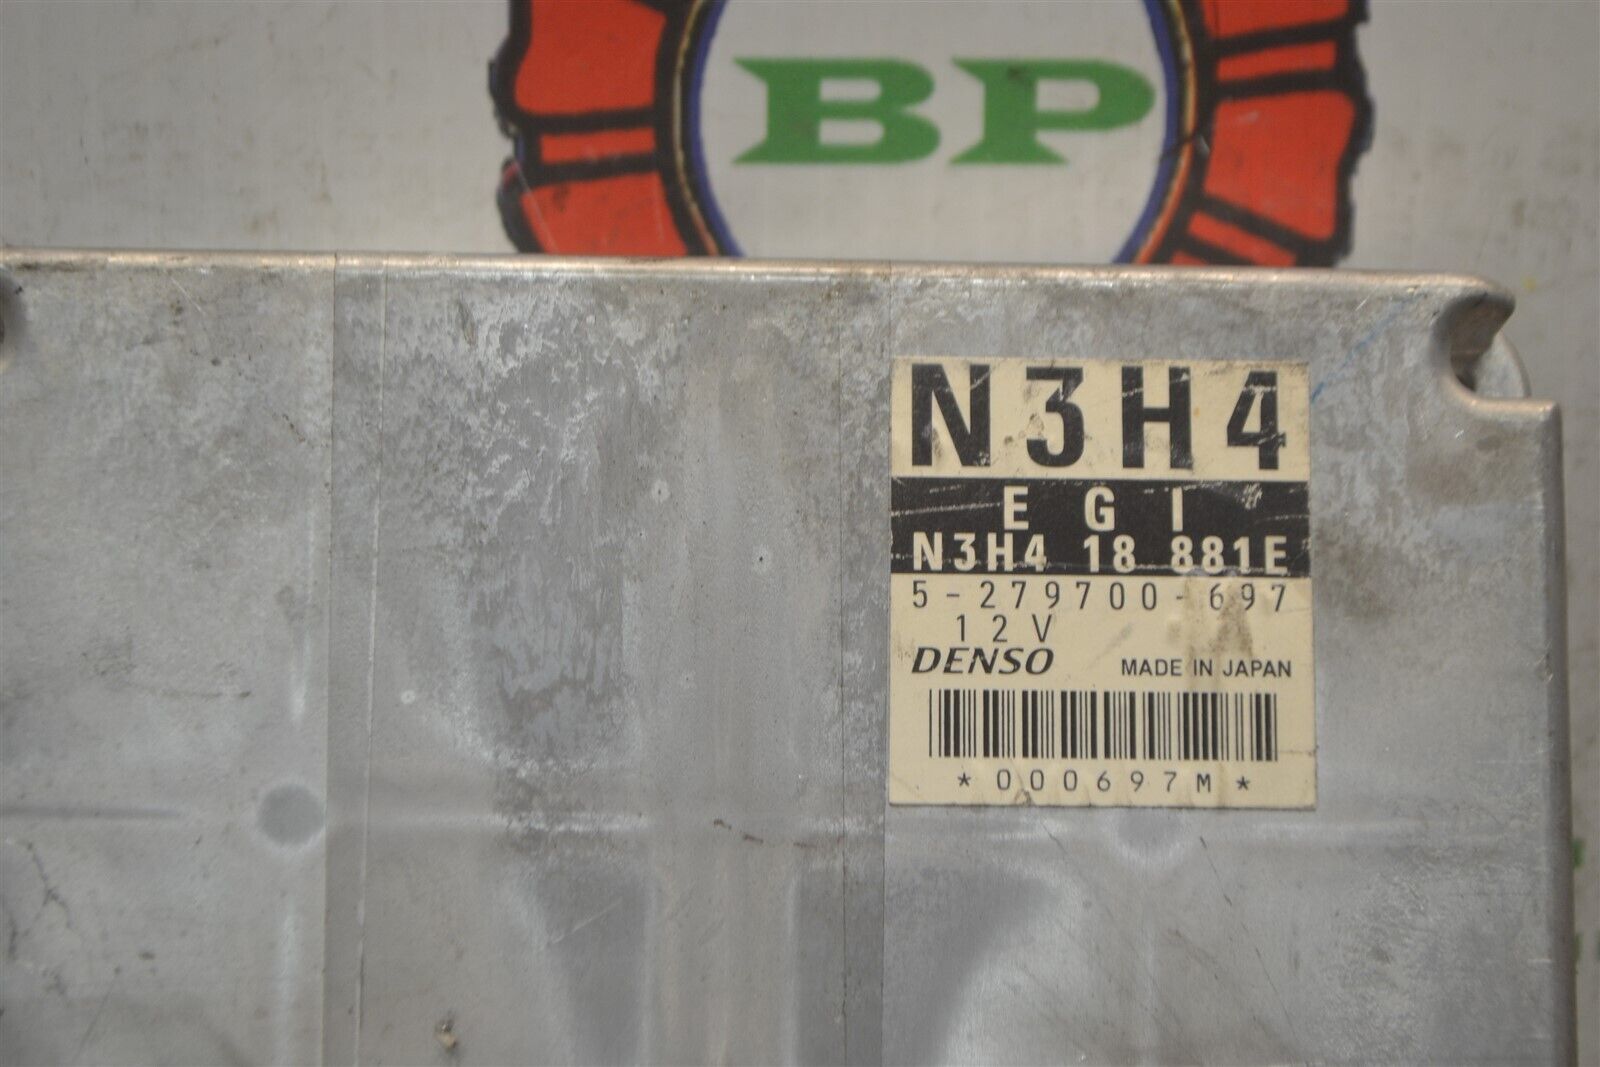 BP
N3H4
EGI
N3H4 18 881E
5-279700-697
12V
DENSO MADE IN JAPAN
*000697M*